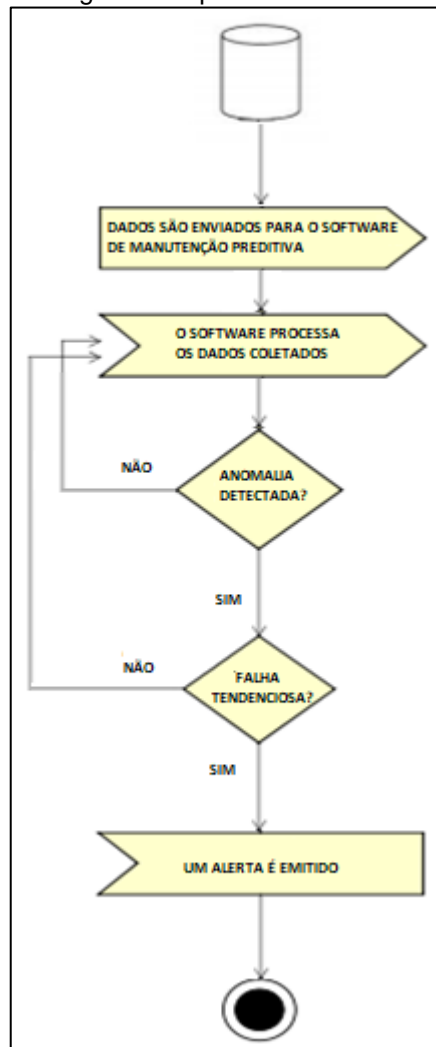 DADOS SÃO ENVIADOS PARA O SOFTWARE
DE MANUTENÇÃO PREDITIVA
O SOFTWARE PROCESSA
OS DADOS COLETADOS
NÃO
ANOMALIA
DETECTADA?
SIM
NÃO
FALHA
TENDENCIOSA?
SIM
UM ALERTA É EMITIDO